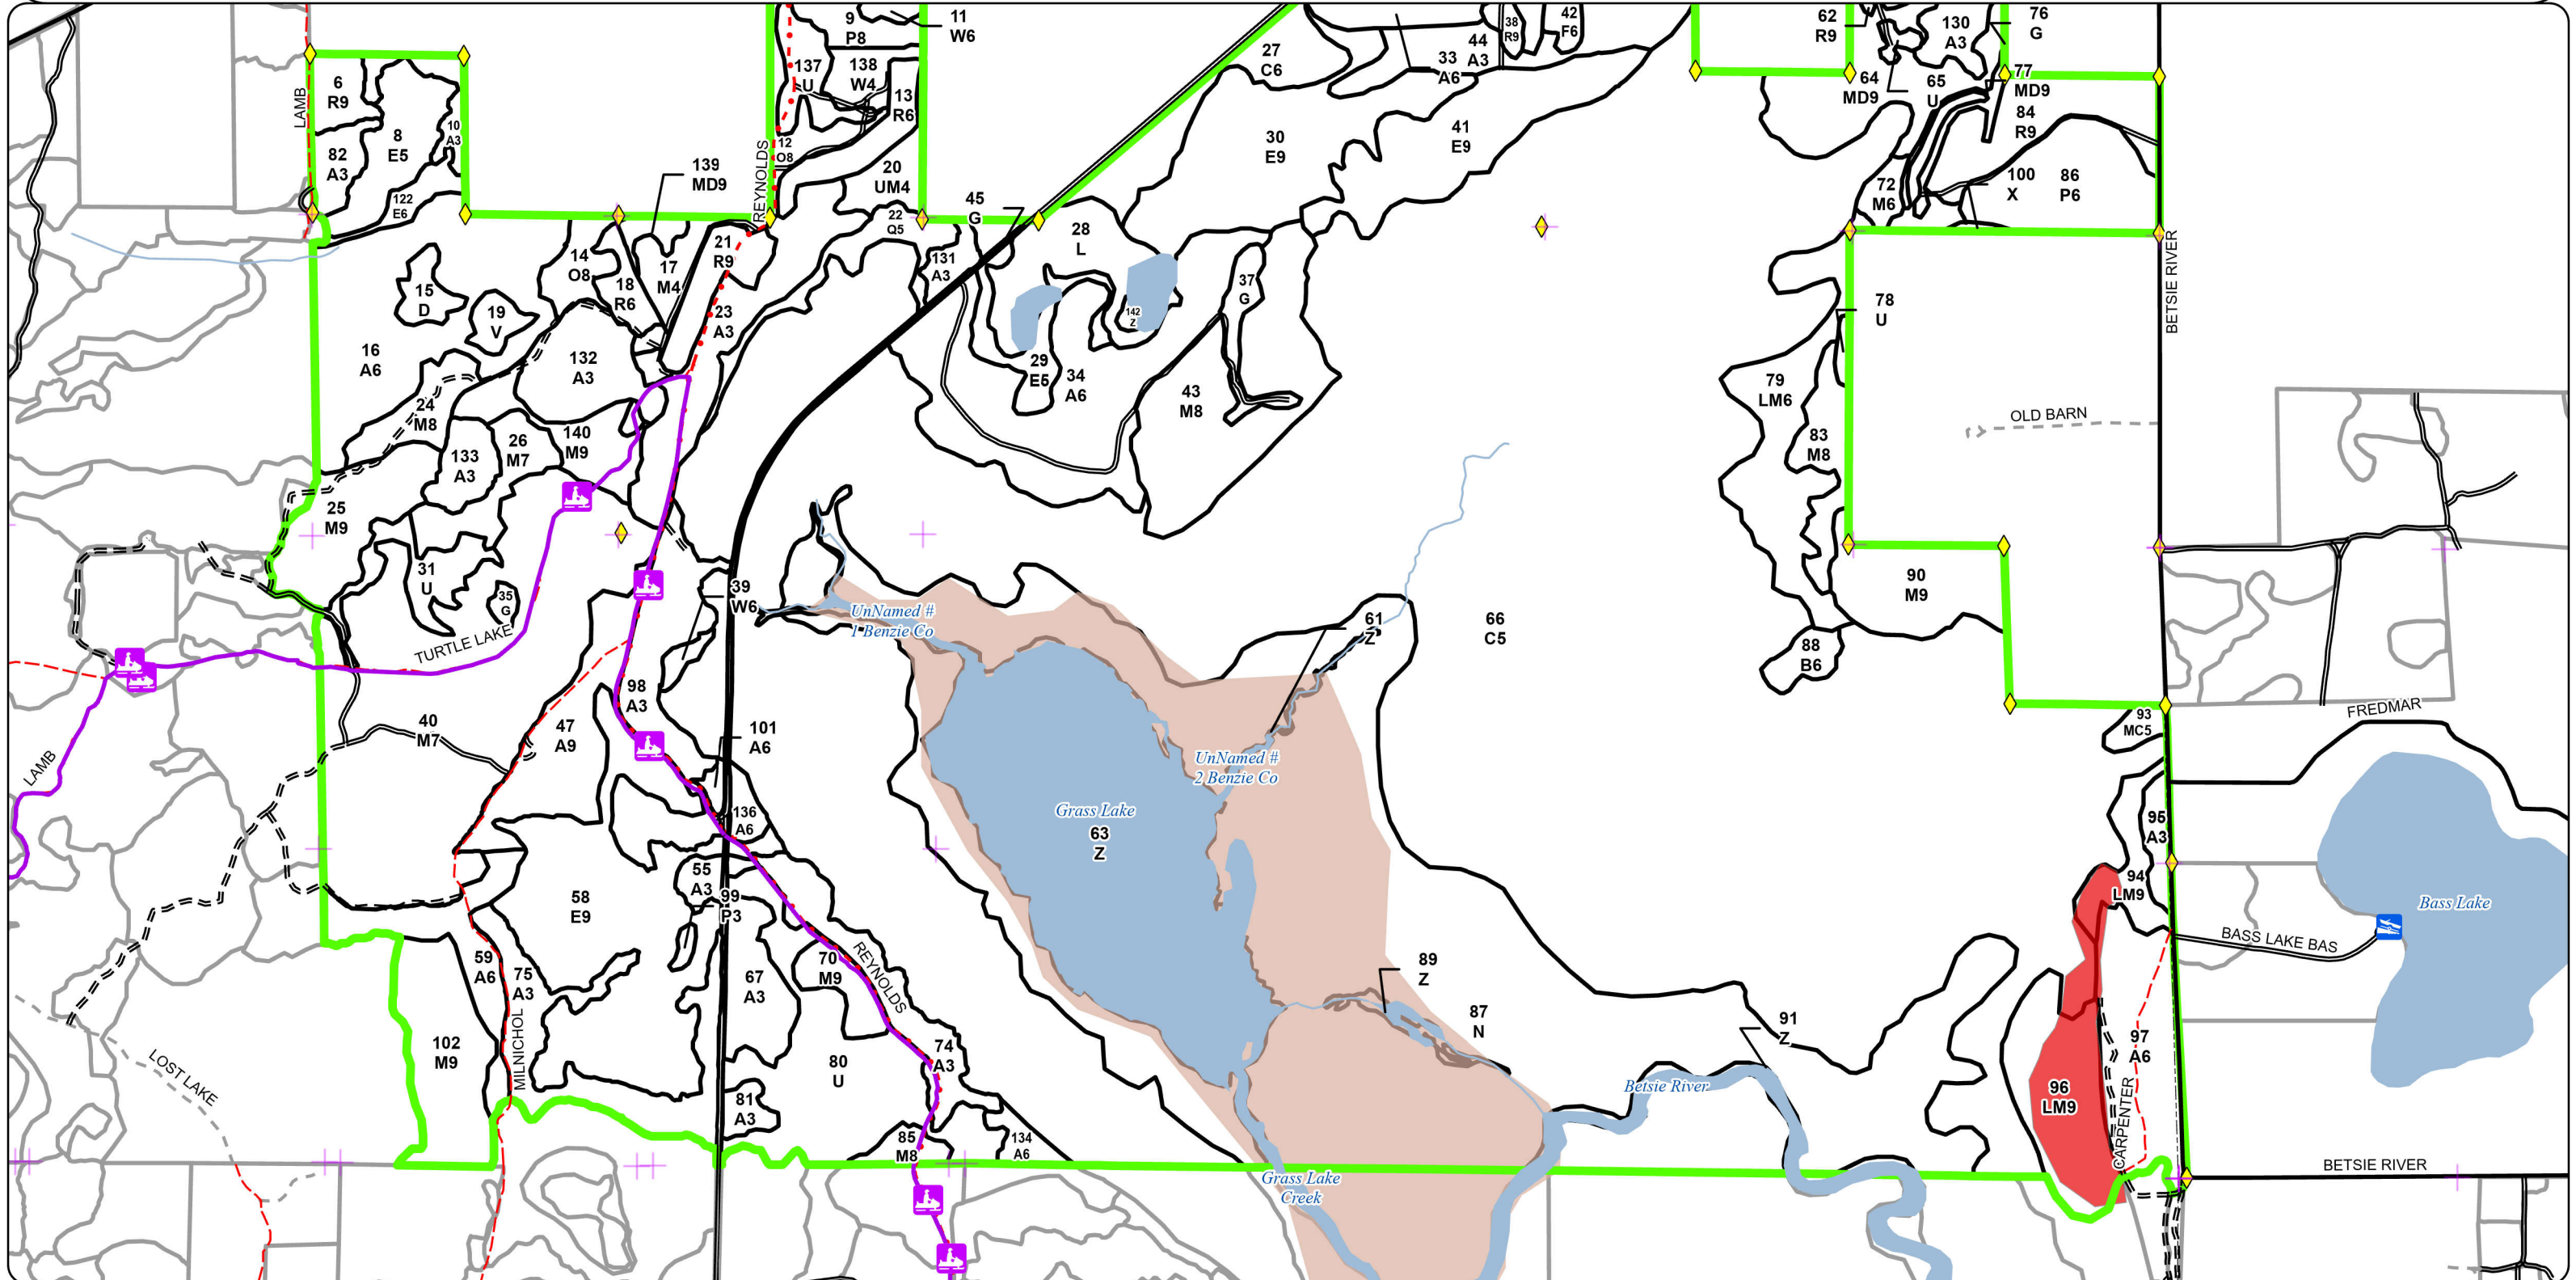 9
P8
11
W6
137
U
138
W4
13
R6
12
O8
20
UM4
22
Q5
45
G
REYNOLDS
139
MD9
LAMB
6
R9
8
E5
10
A3
82
A3
122
E6
27
C6
33
A6
44
A3
38
R9
42
F6
30
E9
41
E9
62
R9
130
A3
76
G
64
MD9
65
U
77
MD9
84
R9
100
X
86
P6
72
M6
BETSIE RIVER
14
O8
18
R6
17
M4
21
R9
23
A3
15
D
19
V
16
A6
132
A3
24
M8
133
A3
26
M7
140
M9
25
M9
31
U
35
G
TURTLE LAKE
131
A3
28
L
142
Z
37
G
29
E5
34
A6
43
M8
78
U
79
LM6
83
M8
OLD BARN
90
M9
88
B6
39
W6
UnNamed #
1 Benzie Co
61
Z
66
C5
98
A3
47
A9
40
M7
101
A6
136
A6
LAMB
UnNamed #
2 Benzie Co
Grass Lake
63
Z
93
MC5
FREDMAR
95
A3
94
LM9
Bass Lake
BASS LAKE BAS
55
A3
99
P3
58
E9
59
A6
75
A3
67
A3
70
M9
REYNOLDS
MILNICHOL
102
M9
LOST LAKE
80
U
74
A3
81
A3
85
M8
134
A6
89
Z
87
N
91
Z
Betsie River
96
LM9
97
A6
CARPENTER
Grass Lake
Creek
BETSIE RIVER